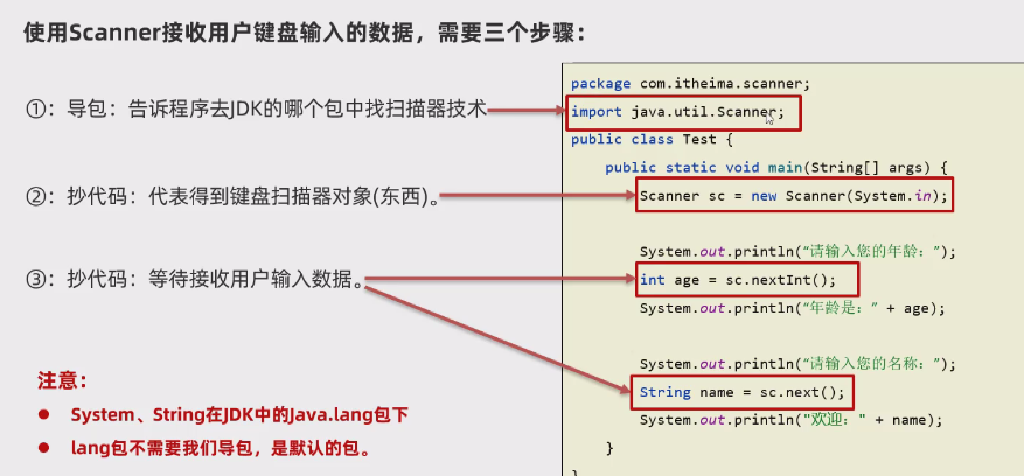 使用Scanner接收用户键盘输入的数据，需要三个步骤：
①：导包：告诉程序去JDK的哪个包中找扫描器技术
②：抄代码：代表得到键盘扫描器对象(东西)。
③：抄代码：等待接收用户输入数据。
注意：
● System、String在JDK中的Java.lang包下
● lang包不需要我们导包，是默认的包。
package com.itheima.scanner;
import java.util.Scanner;
public class Test {
public static void main(String[] args) {
Scanner sc = new Scanner(System.in);
System.out.println(“请输入您的年龄：”);
int age = sc.nextInt();
System.out.println(“年龄是：” + age);
System.out.println(“请输入您的名称：”);
String name = sc.next();
System.out.println("欢迎：" + name);
}
}